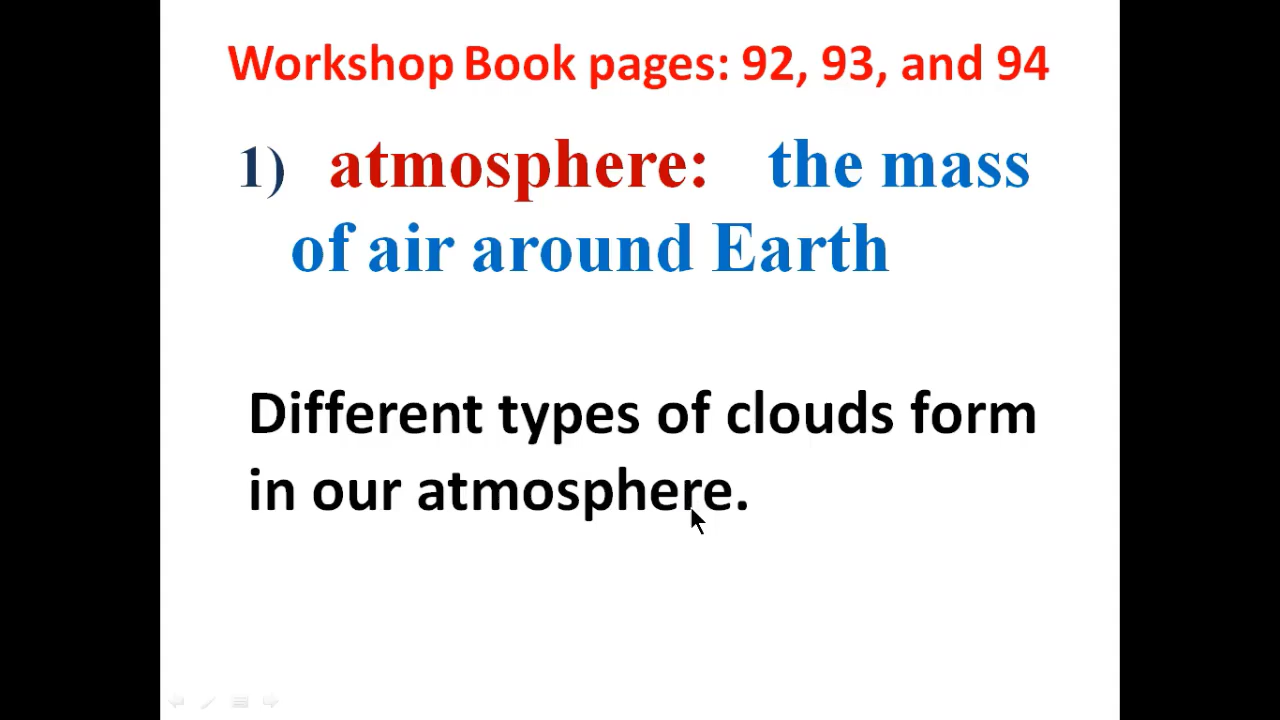 Workshop Book pages: 92, 93, and 94
1) atmosphere: the mass
of air around Earth
Different types of clouds form
in our atmosphere.